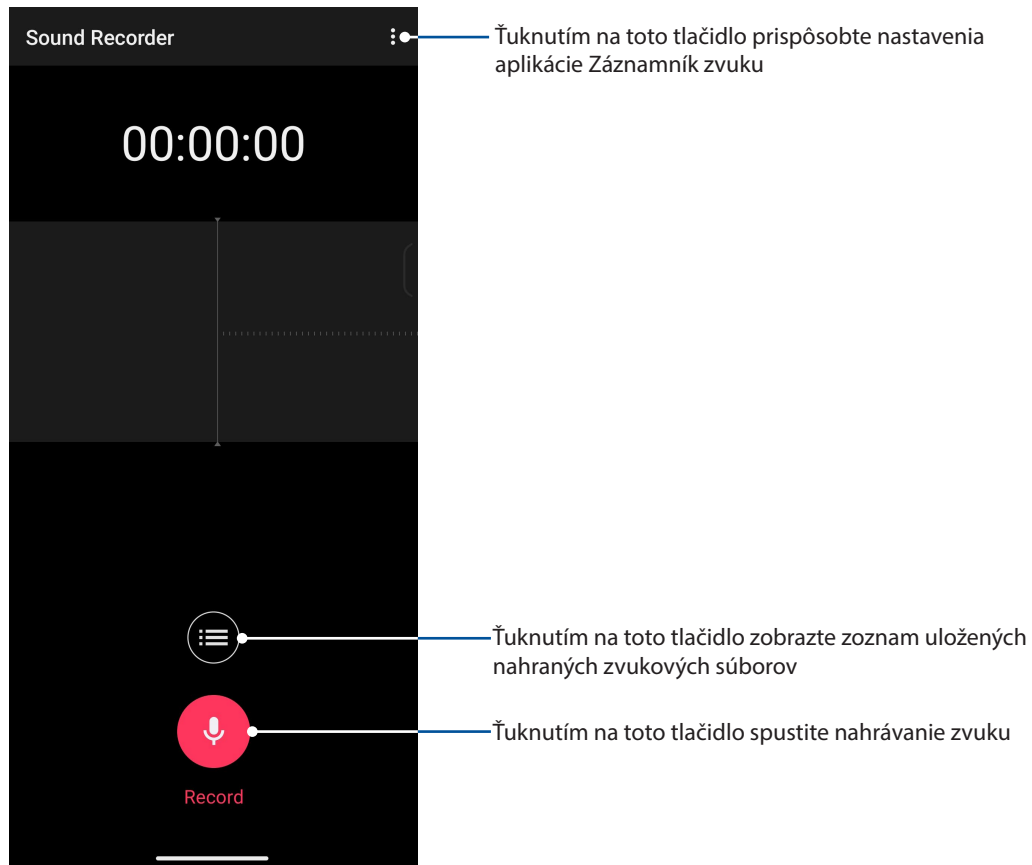 Sound Recorder
Ťuknutím na toto tlačidlo prispôsobte nastavenia
aplikácie Záznamník zvuku
00:00:00
Ťuknutím na toto tlačidlo zobrazte zoznam uložených
nahraných zvukových súborov
Ťuknutím na toto tlačidlo spustite nahrávanie zvuku
Record